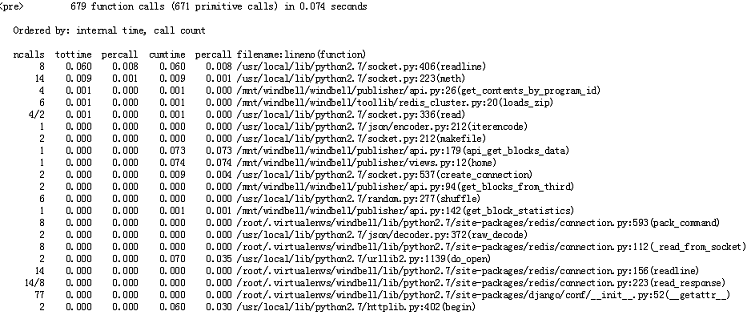 <pre>         679 function calls (671 primitive calls) in 0.074 seconds
Ordered by: internal time, call count
ncalls  tottime  percall  cumtime  percall filename:lineno(function)
8    0.060    0.008    0.060    0.008 /usr/local/lib/python2.7/socket.py:406(readline)
14    0.009    0.001    0.009    0.001 /usr/local/lib/python2.7/socket.py:223(meth)
4    0.001    0.000    0.001    0.000 /mnt/windbell/windbell/publisher/api.py:26(get_contents_by_program_id)
6    0.001    0.000    0.001    0.000 /mnt/windbell/windbell/toollib/redis_cluster.py:20(loads_zip)
4/2    0.000    0.000    0.001    0.000 /usr/local/lib/python2.7/socket.py:336(read)
1    0.000    0.000    0.000    0.000 /usr/local/lib/python2.7/json/encoder.py:212(iterencode)
2    0.000    0.000    0.000    0.000 /usr/local/lib/python2.7/socket.py:212(makefile)
1    0.000    0.000    0.073    0.073 /mnt/windbell/windbell/publisher/api.py:179(api_get_blocks_data)
1    0.000    0.000    0.074    0.074 /mnt/windbell/windbell/publisher/views.py:12(home)
2    0.000    0.000    0.009    0.004 /usr/local/lib/python2.7/socket.py:537(create_connection)
2    0.000    0.000    0.000    0.000 /mnt/windbell/windbell/publisher/api.py:94(get_blocks_from_third)
6    0.000    0.000    0.000    0.000 /usr/local/lib/python2.7/random.py:277(shuffle)
1    0.000    0.000    0.001    0.001 /mnt/windbell/windbell/publisher/api.py:142(get_block_statistics)
8    0.000    0.000    0.000    0.000 /root/.virtualenvs/windbell/lib/python2.7/site-packages/redis/connection.py:593(pack_command)
2    0.000    0.000    0.000    0.000 /usr/local/lib/python2.7/json/decoder.py:372(raw_decode)
8    0.000    0.000    0.000    0.000 /root/.virtualenvs/windbell/lib/python2.7/site-packages/redis/connection.py:112(_read_from_socket)
2    0.000    0.000    0.070    0.035 /usr/local/lib/python2.7/urllib2.py:1139(do_open)
14    0.000    0.000    0.000    0.000 /root/.virtualenvs/windbell/lib/python2.7/site-packages/redis/connection.py:156(readline)
14/8    0.000    0.000    0.000    0.000 /root/.virtualenvs/windbell/lib/python2.7/site-packages/redis/connection.py:223(read_response)
77    0.000    0.000    0.000    0.000 /root/.virtualenvs/windbell/lib/python2.7/site-packages/django/conf/__init__.py:52(__getattr__)
2    0.000    0.000    0.060    0.030 /usr/local/lib/python2.7/httplib.py:402(begin)